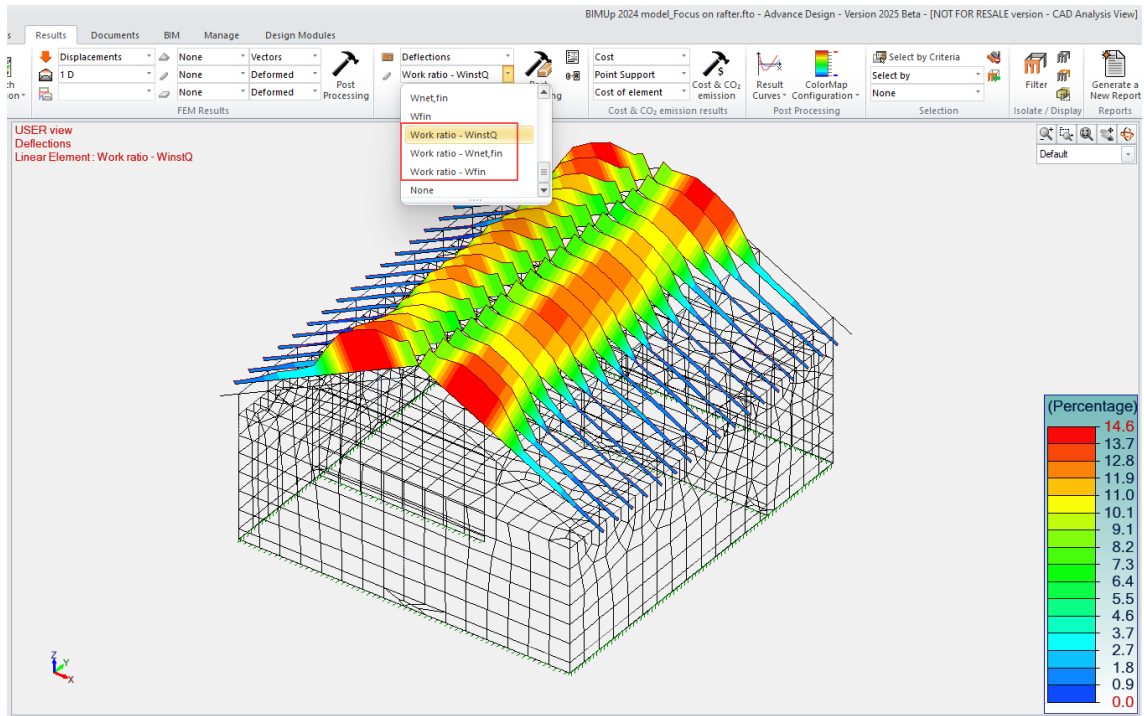 BIMUp 2024 model_Focus on rafter.fto - Advance Design - Version 2025 Beta - [NOT FOR RESALE version - CAD Analysis View]
Results Documents BIM Manage Design Modules
Displacements None Vectors
1 D None Deformed
None Deformed
Post Processing
FEM Results
Deflections
Work ratio - WinstQ
Wnet,fin
Wfin
Work ratio - WinstQ
Work ratio - Wnet,fin
Work ratio - Wfin
None
Cost
Point Support
Cost of element
Cost & CO₂ emission
Cost & CO₂ emission results
Result Curves
ColorMap Configuration
Post Processing
Select by Criteria
Select by
None
Selection
Filter
Isolate / Display
Generate a New Report
Reports
USER view
Deflections
Linear Element : Work ratio - WinstQ
Default
(Percentage)
14.6
13.7
12.8
11.9
11.0
10.1
9.1
8.2
7.3
6.4
5.5
4.6
3.7
2.7
1.8
0.9
0.0
Z
Y
X